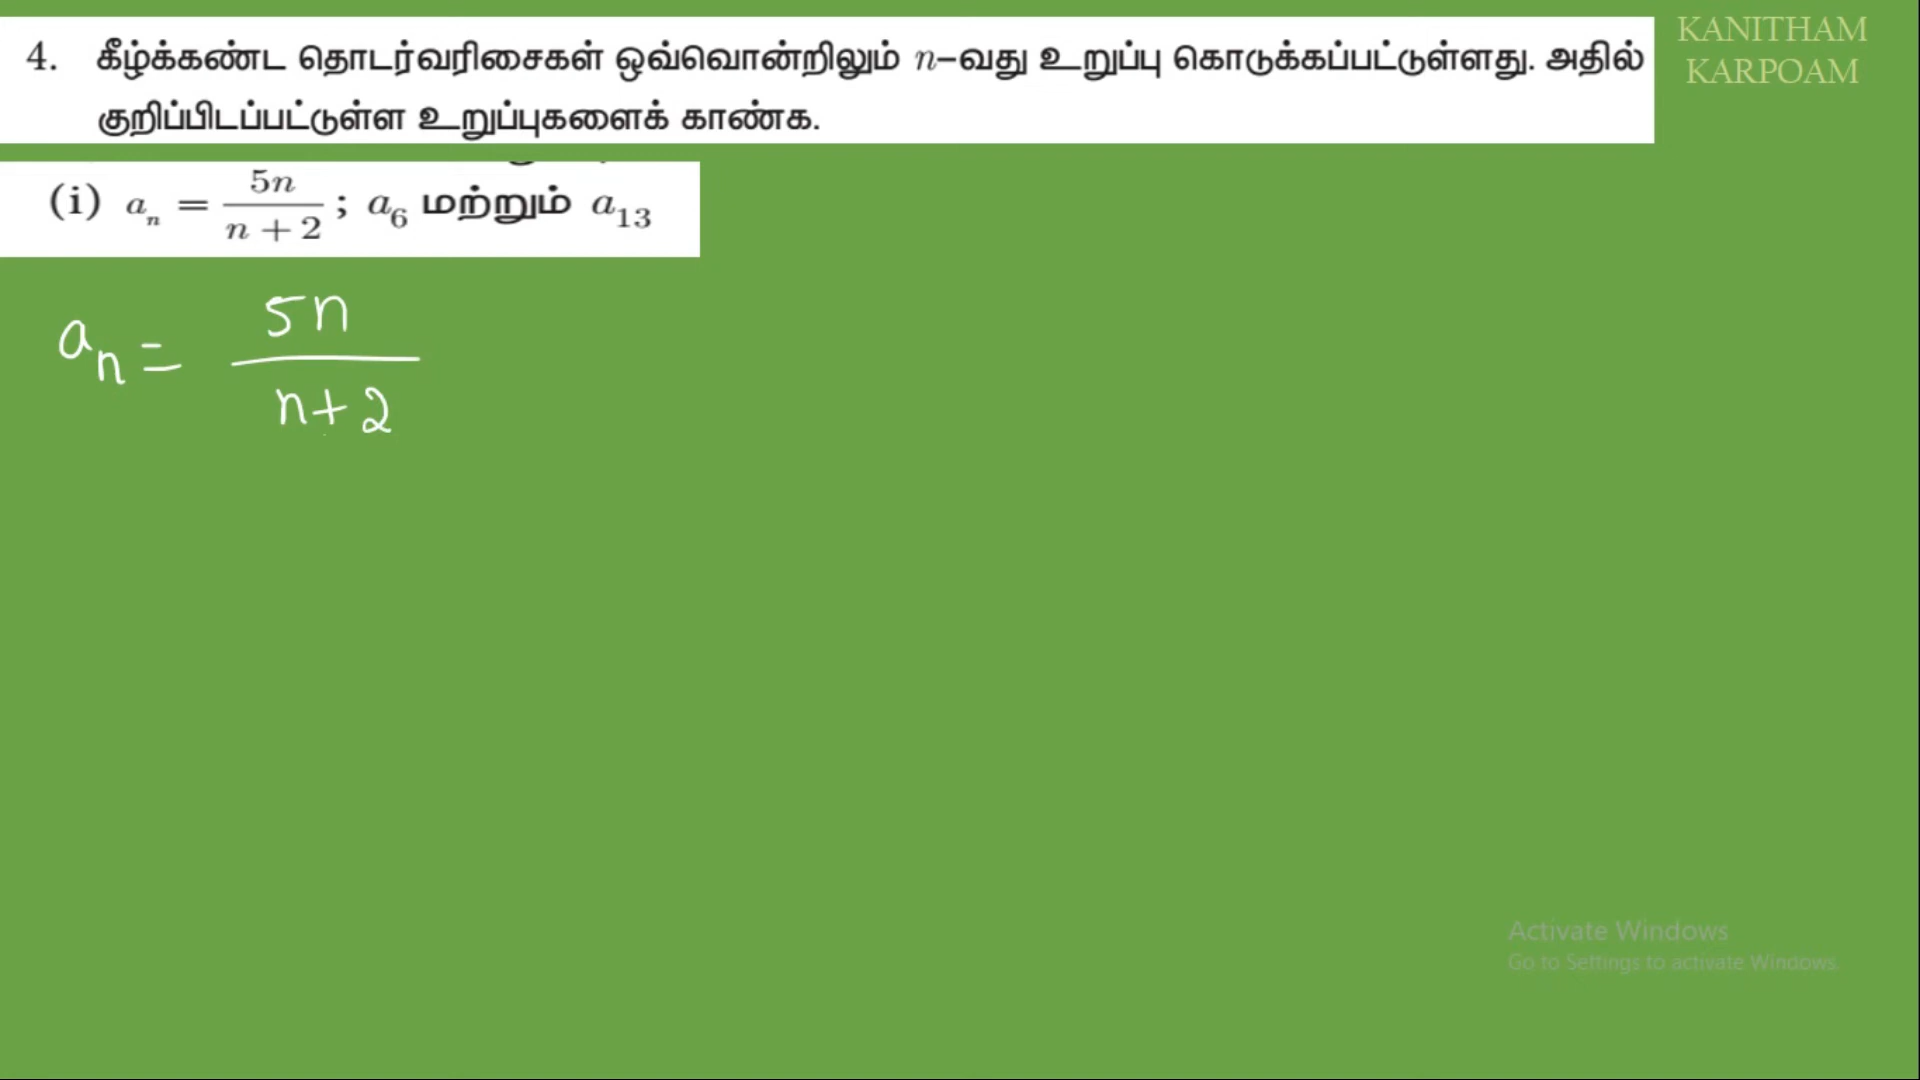 4. கீழ்க்கண்ட தொடர்வரிசைகள் ஒவ்வொன்றிலும் n–வது உறுப்பு கொடுக்கப்பட்டுள்ளது. அதில்
குறிப்பிடப்பட்டுள்ள உறுப்புகளைக் காண்க.
KANITHAM
KARPOAM
(i) aₙ = 5n/(n + 2) ; a₆ மற்றும் a₁₃
aₙ = 5n/(n+2)
Activate Windows
Go to Settings to activate Windows.